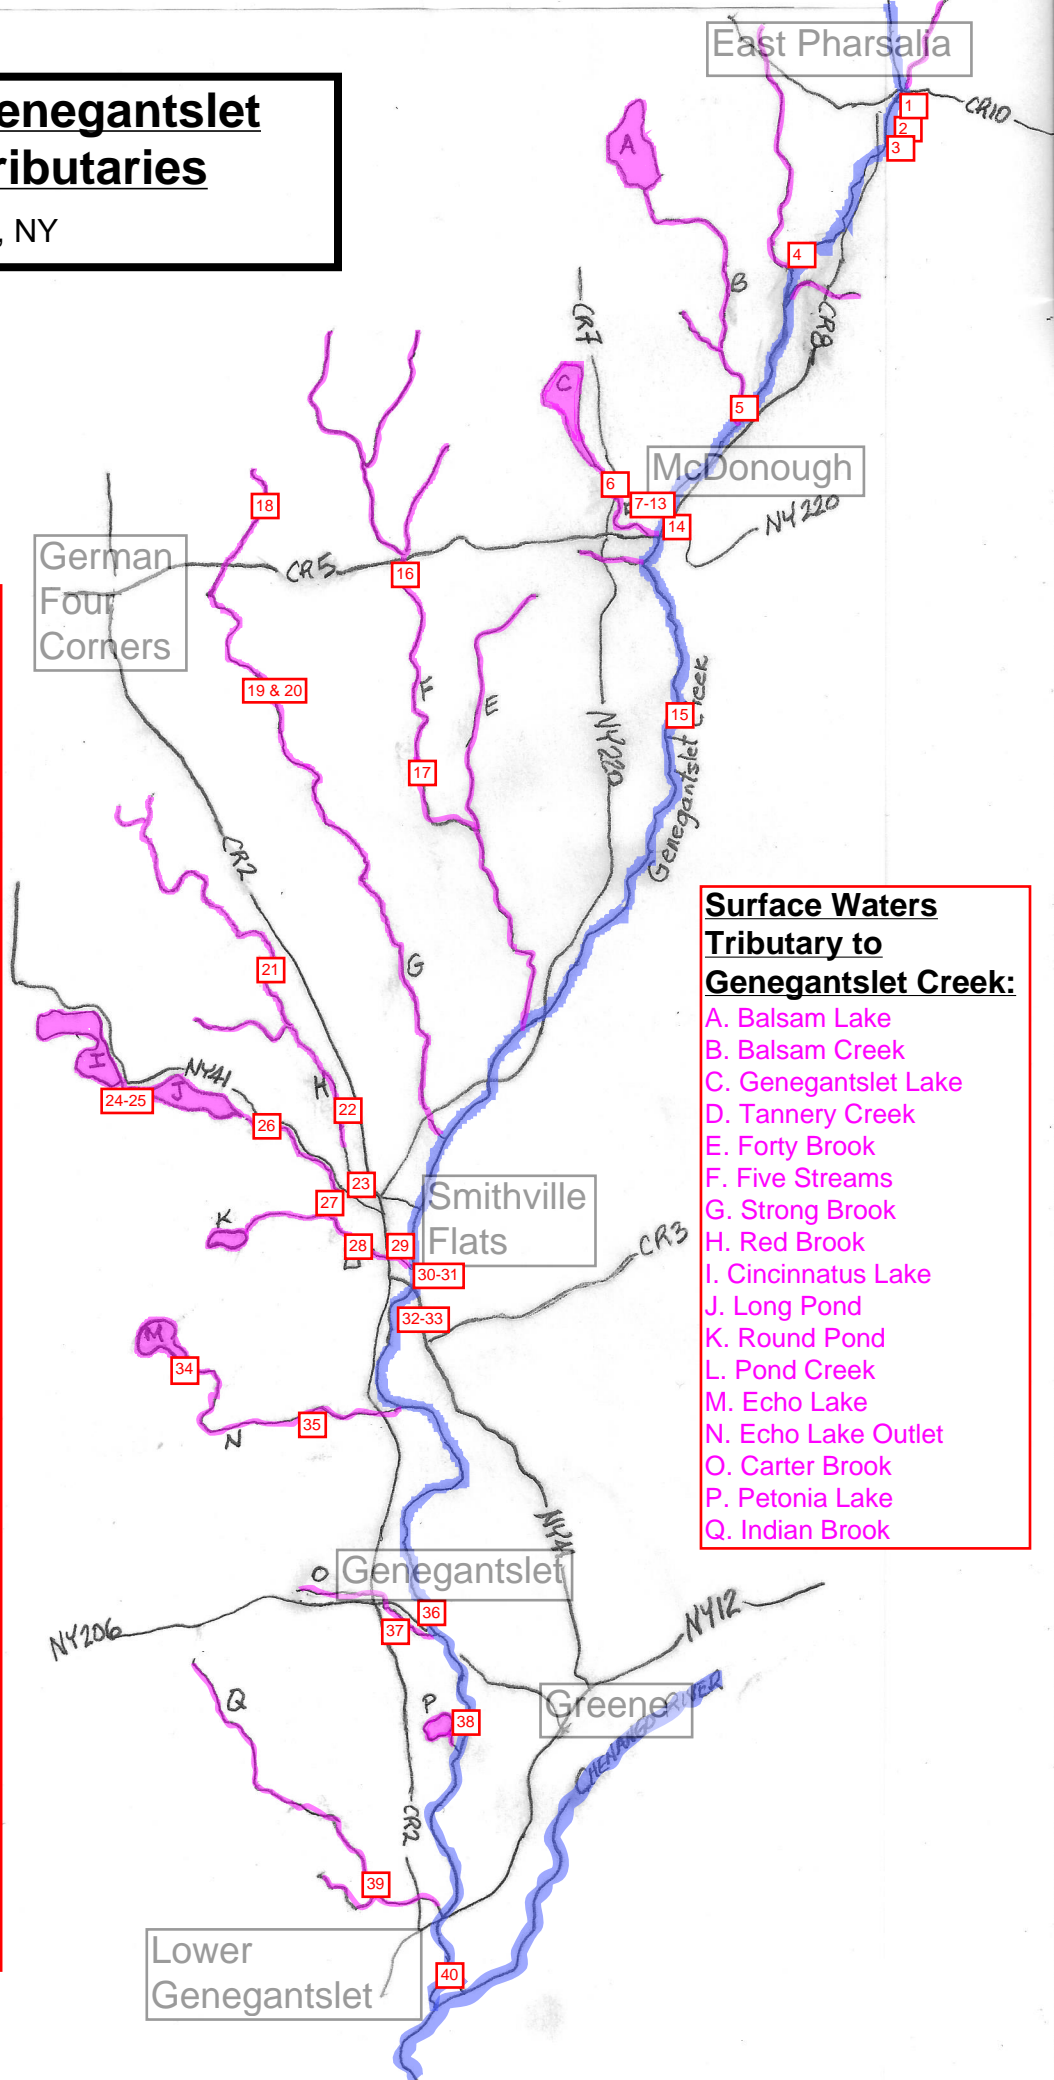 enegantslet
ributaries
, NY
East Pharsalia
1
CR10
2
3
A
4
B
CR8
CR7
C
5
McDonough
6
7-13
14
NY220
18
German
Four
Corners
CR5
16
19 & 20
F
E
17
NY220
15
Genegantslet Creek
CR2
G
21
Surface Waters
Tributary to
Genegantslet Creek:
A. Balsam Lake
B. Balsam Creek
C. Genegantslet Lake
D. Tannery Creek
E. Forty Brook
F. Five Streams
G. Strong Brook
H. Red Brook
I. Cincinnatus Lake
J. Long Pond
K. Round Pond
L. Pond Creek
M. Echo Lake
N. Echo Lake Outlet
O. Carter Brook
P. Petonia Lake
Q. Indian Brook
I
NY41
J
H
24-25
22
26
23
Smithville
Flats
27
K
28
29
CR3
30-31
32-33
M
34
35
N
NY41
O
Genegantslet
36
37
NY206
NY12
Q
P
38
Greene
CHENANGO RIVER
CR2
39
Lower
Genegantslet
40